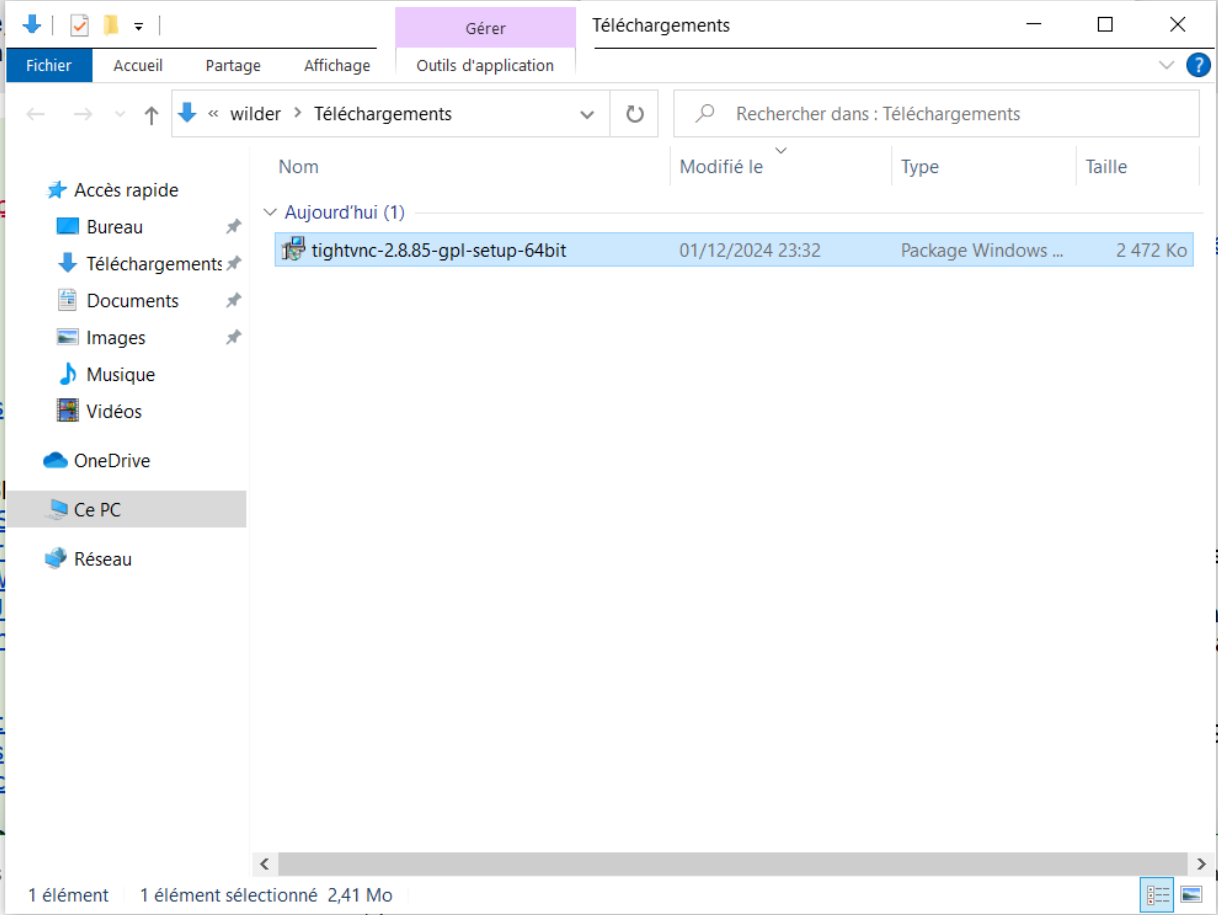 Gérer
Téléchargements
Fichier
Accueil
Partage
Affichage
Outils d'application
?
« wilder > Téléchargements
Rechercher dans : Téléchargements
Nom
Modifié le
Type
Taille
Accès rapide
Bureau
Téléchargements
Documents
Images
Musique
Vidéos
OneDrive
Ce PC
Réseau
Aujourd'hui (1)
tightvnc-2.8.85-gpl-setup-64bit
01/12/2024 23:32
Package Windows ...
2 472 Ko
1 élément
1 élément sélectionné 2,41 Mo